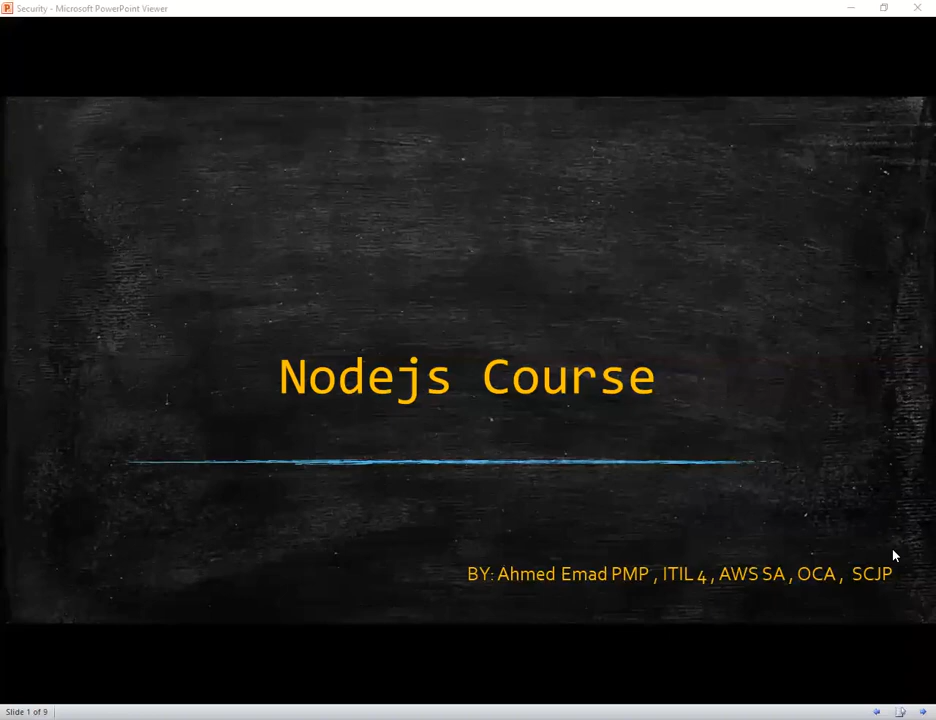 Security - Microsoft PowerPoint Viewer
Nodejs Course
BY: Ahmed Emad PMP , ITIL 4 , AWS SA , OCA , SCJP
Slide 1 of 9